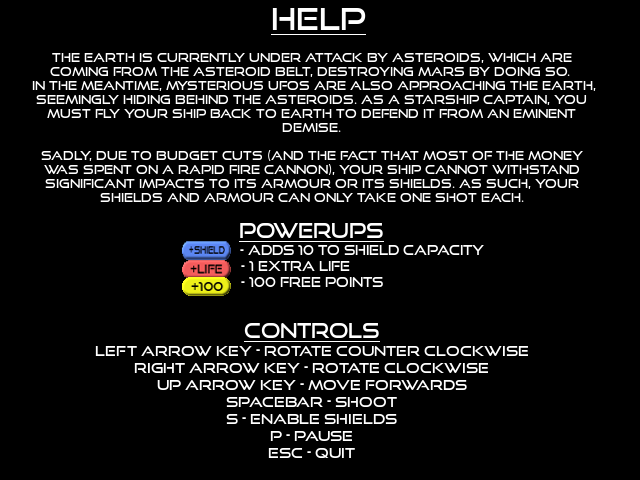 HELP
THE EARTH IS CURRENTLY UNDER ATTACK BY ASTEROIDS, WHICH ARE
COMING FROM THE ASTEROID BELT, DESTROYING MARS BY DOING SO.
IN THE MEANTIME, MYSTERIOUS UFOS ARE ALSO APPROACHING THE EARTH,
SEEMINGLY HIDING BEHIND THE ASTEROIDS. AS A STARSHIP CAPTAIN, YOU
MUST FLY YOUR SHIP BACK TO EARTH TO DEFEND IT FROM AN EMINENT
DEMISE.
SADLY, DUE TO BUDGET CUTS (AND THE FACT THAT MOST OF THE MONEY
WAS SPENT ON A RAPID FIRE CANNON), YOUR SHIP CANNOT WITHSTAND
SIGNIFICANT IMPACTS TO ITS ARMOUR OR ITS SHIELDS. AS SUCH, YOUR
SHIELDS AND ARMOUR CAN ONLY TAKE ONE SHOT EACH.
POWERUPS
+SHIELD - ADDS 10 TO SHIELD CAPACITY
+LIFE - 1 EXTRA LIFE
+100 - 100 FREE POINTS
CONTROLS
LEFT ARROW KEY - ROTATE COUNTER CLOCKWISE
RIGHT ARROW KEY - ROTATE CLOCKWISE
UP ARROW KEY - MOVE FORWARDS
SPACEBAR - SHOOT
S - ENABLE SHIELDS
P - PAUSE
ESC - QUIT